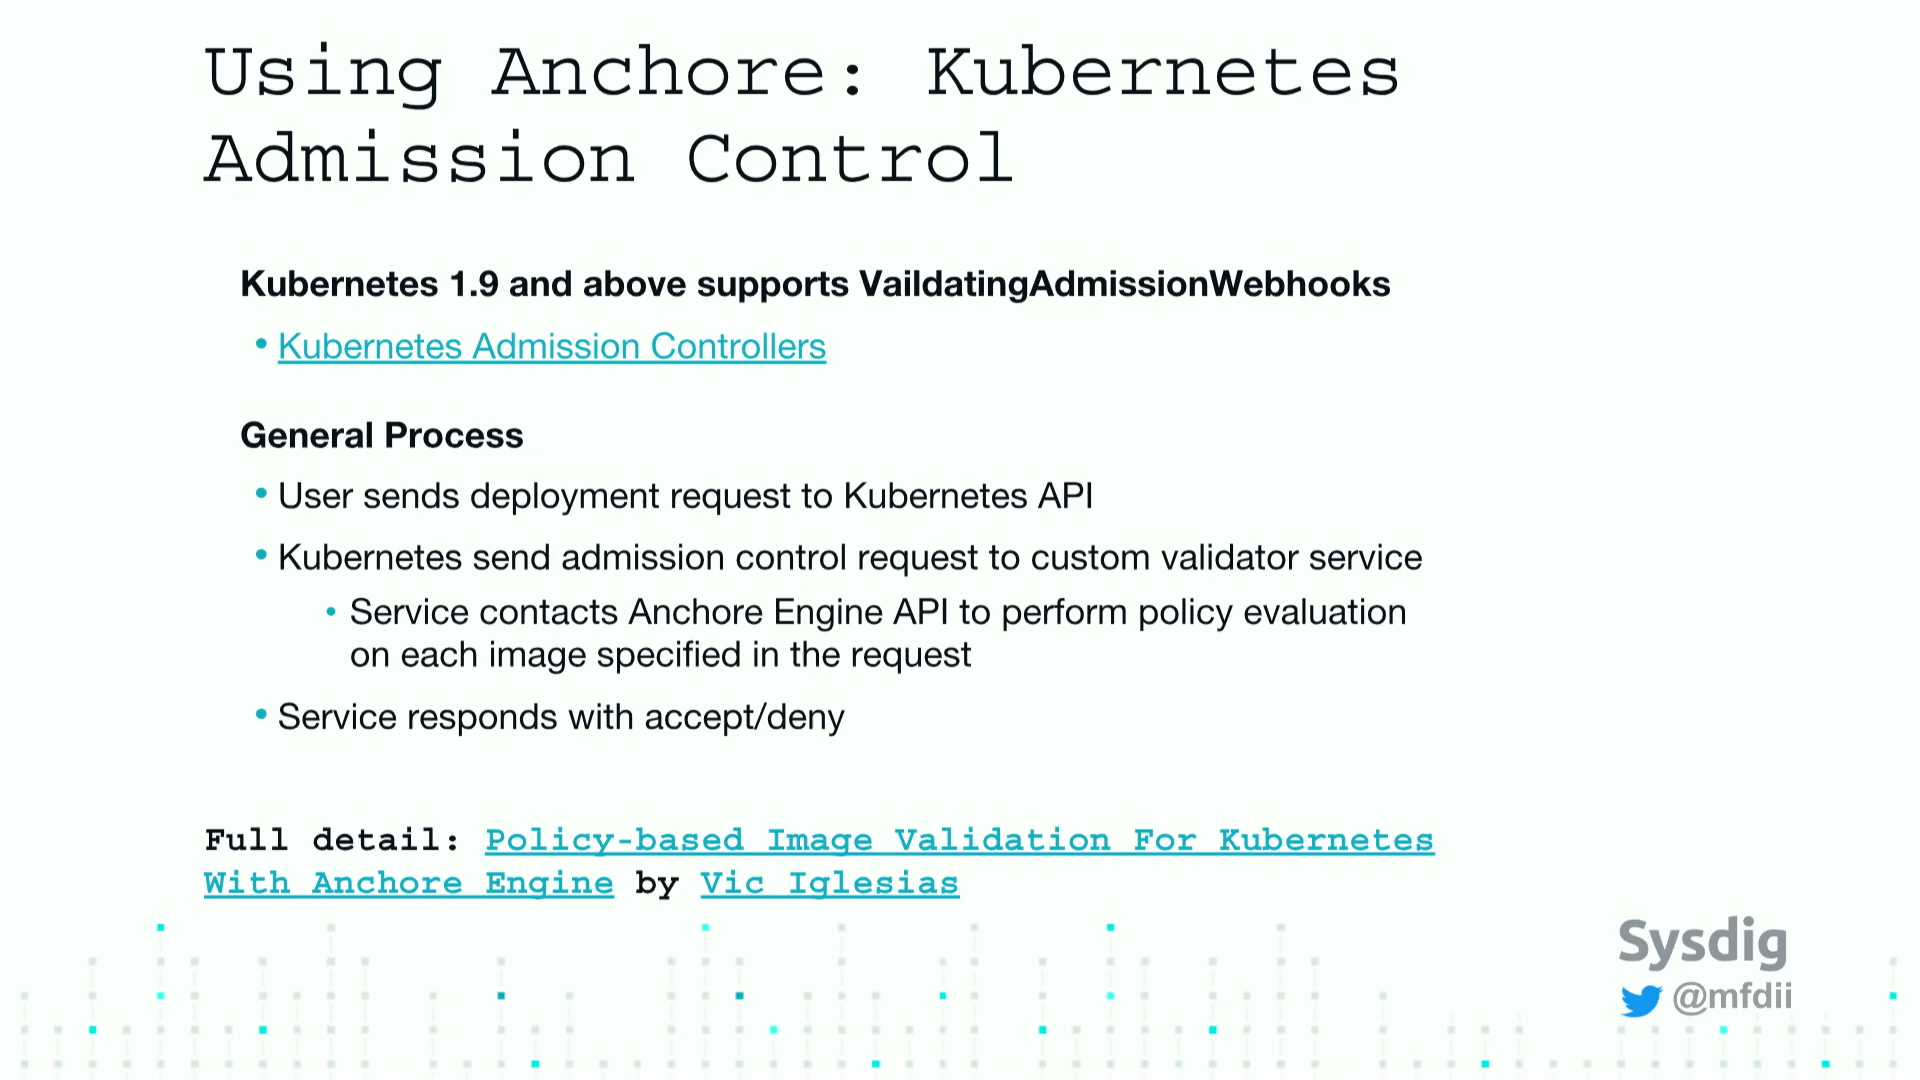 Using Anchore: Kubernetes
Admission Control
Kubernetes 1.9 and above supports VaildatingAdmissionWebhooks
• Kubernetes Admission Controllers
General Process
• User sends deployment request to Kubernetes API
• Kubernetes send admission control request to custom validator service
• Service contacts Anchore Engine API to perform policy evaluation
on each image specified in the request
• Service responds with accept/deny
Full detail: Policy-based Image Validation For Kubernetes
With Anchore Engine by Vic Iglesias
Sysdig
@mfdii